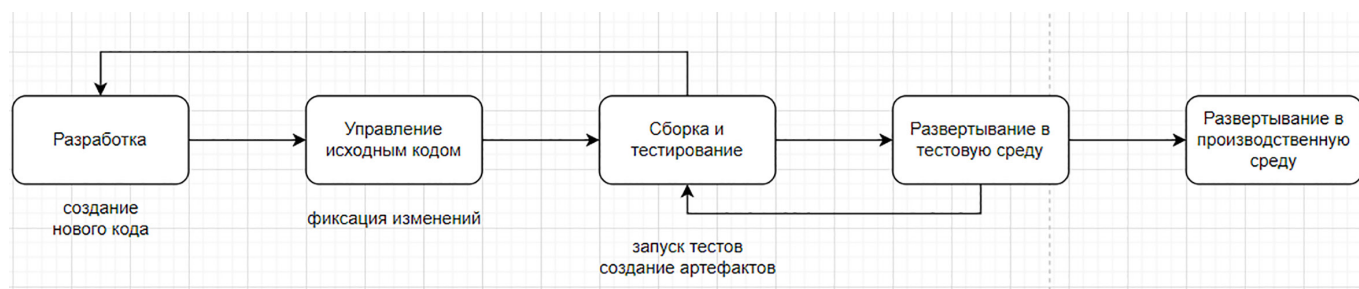 Разработка
Управление
исходным кодом
Сборка и
тестирование
Развертывание в
тестовую среду
Развертывание в
производственную
среду
создание
нового кода
фиксация изменений
запуск тестов
создание артефактов